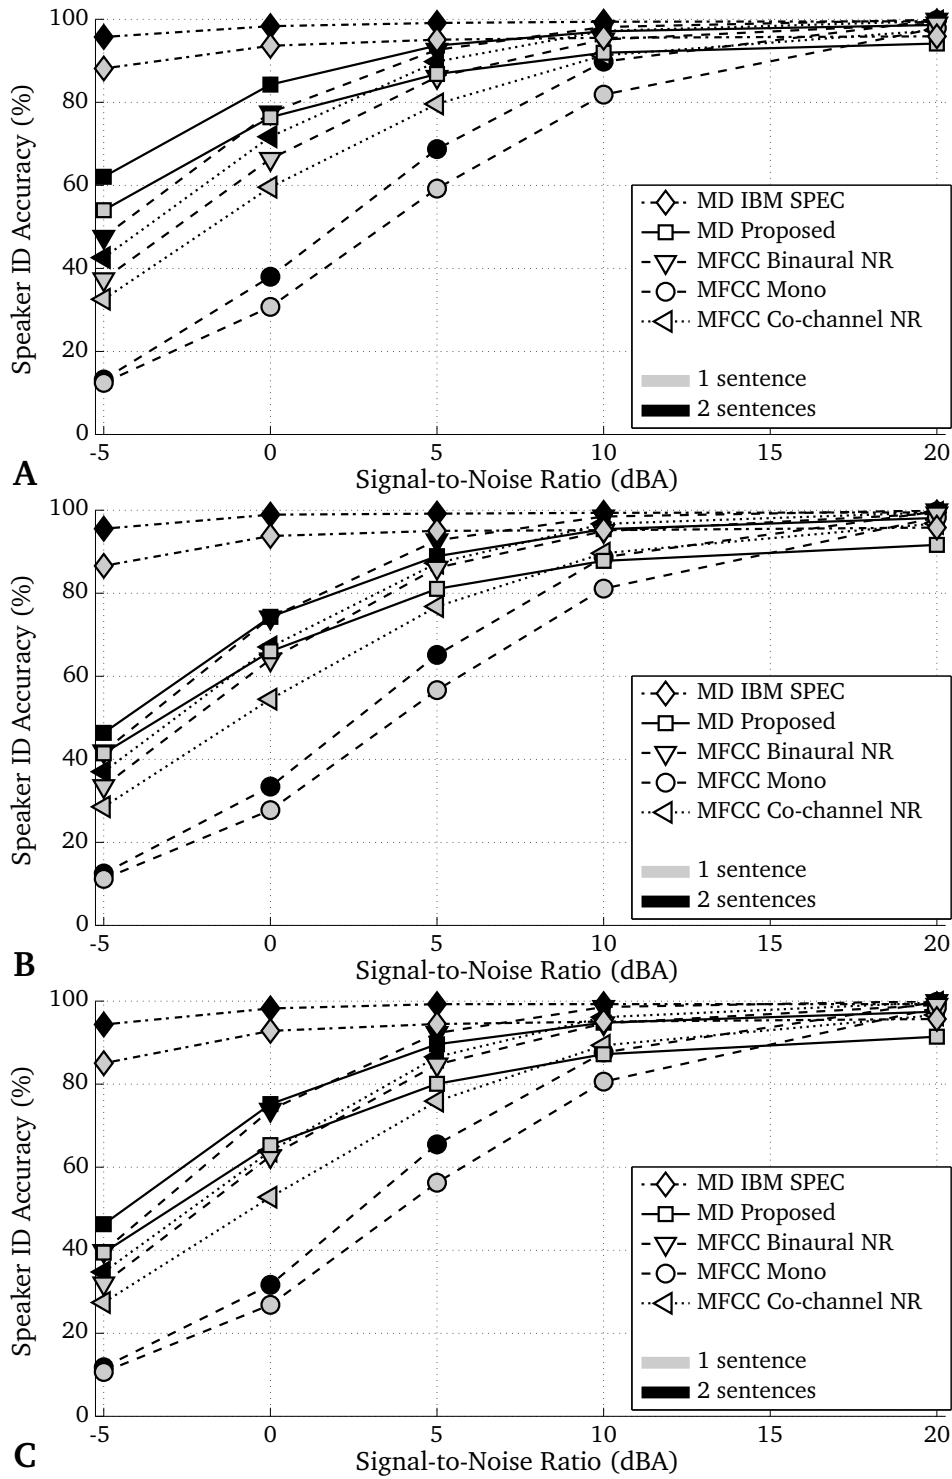 100
80
60
40
20
0
Speaker ID Accuracy (%)
-5 0 5 10 15 20
Signal-to-Noise Ratio (dBA)
MD IBM SPEC
MD Proposed
MFCC Binaural NR
MFCC Mono
MFCC Co-channel NR
1 sentence
2 sentences
A
100
80
60
40
20
0
Speaker ID Accuracy (%)
-5 0 5 10 15 20
Signal-to-Noise Ratio (dBA)
MD IBM SPEC
MD Proposed
MFCC Binaural NR
MFCC Mono
MFCC Co-channel NR
1 sentence
2 sentences
B
100
80
60
40
20
0
Speaker ID Accuracy (%)
-5 0 5 10 15 20
Signal-to-Noise Ratio (dBA)
MD IBM SPEC
MD Proposed
MFCC Binaural NR
MFCC Mono
MFCC Co-channel NR
1 sentence
2 sentences
C